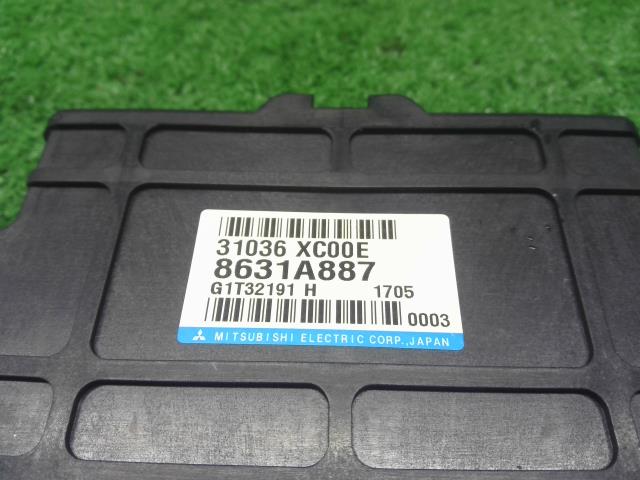 31036 XC00E
8631A887
G1T32191 H 1705
0003
MITSUBISHI ELECTRIC CORP.,JAPAN